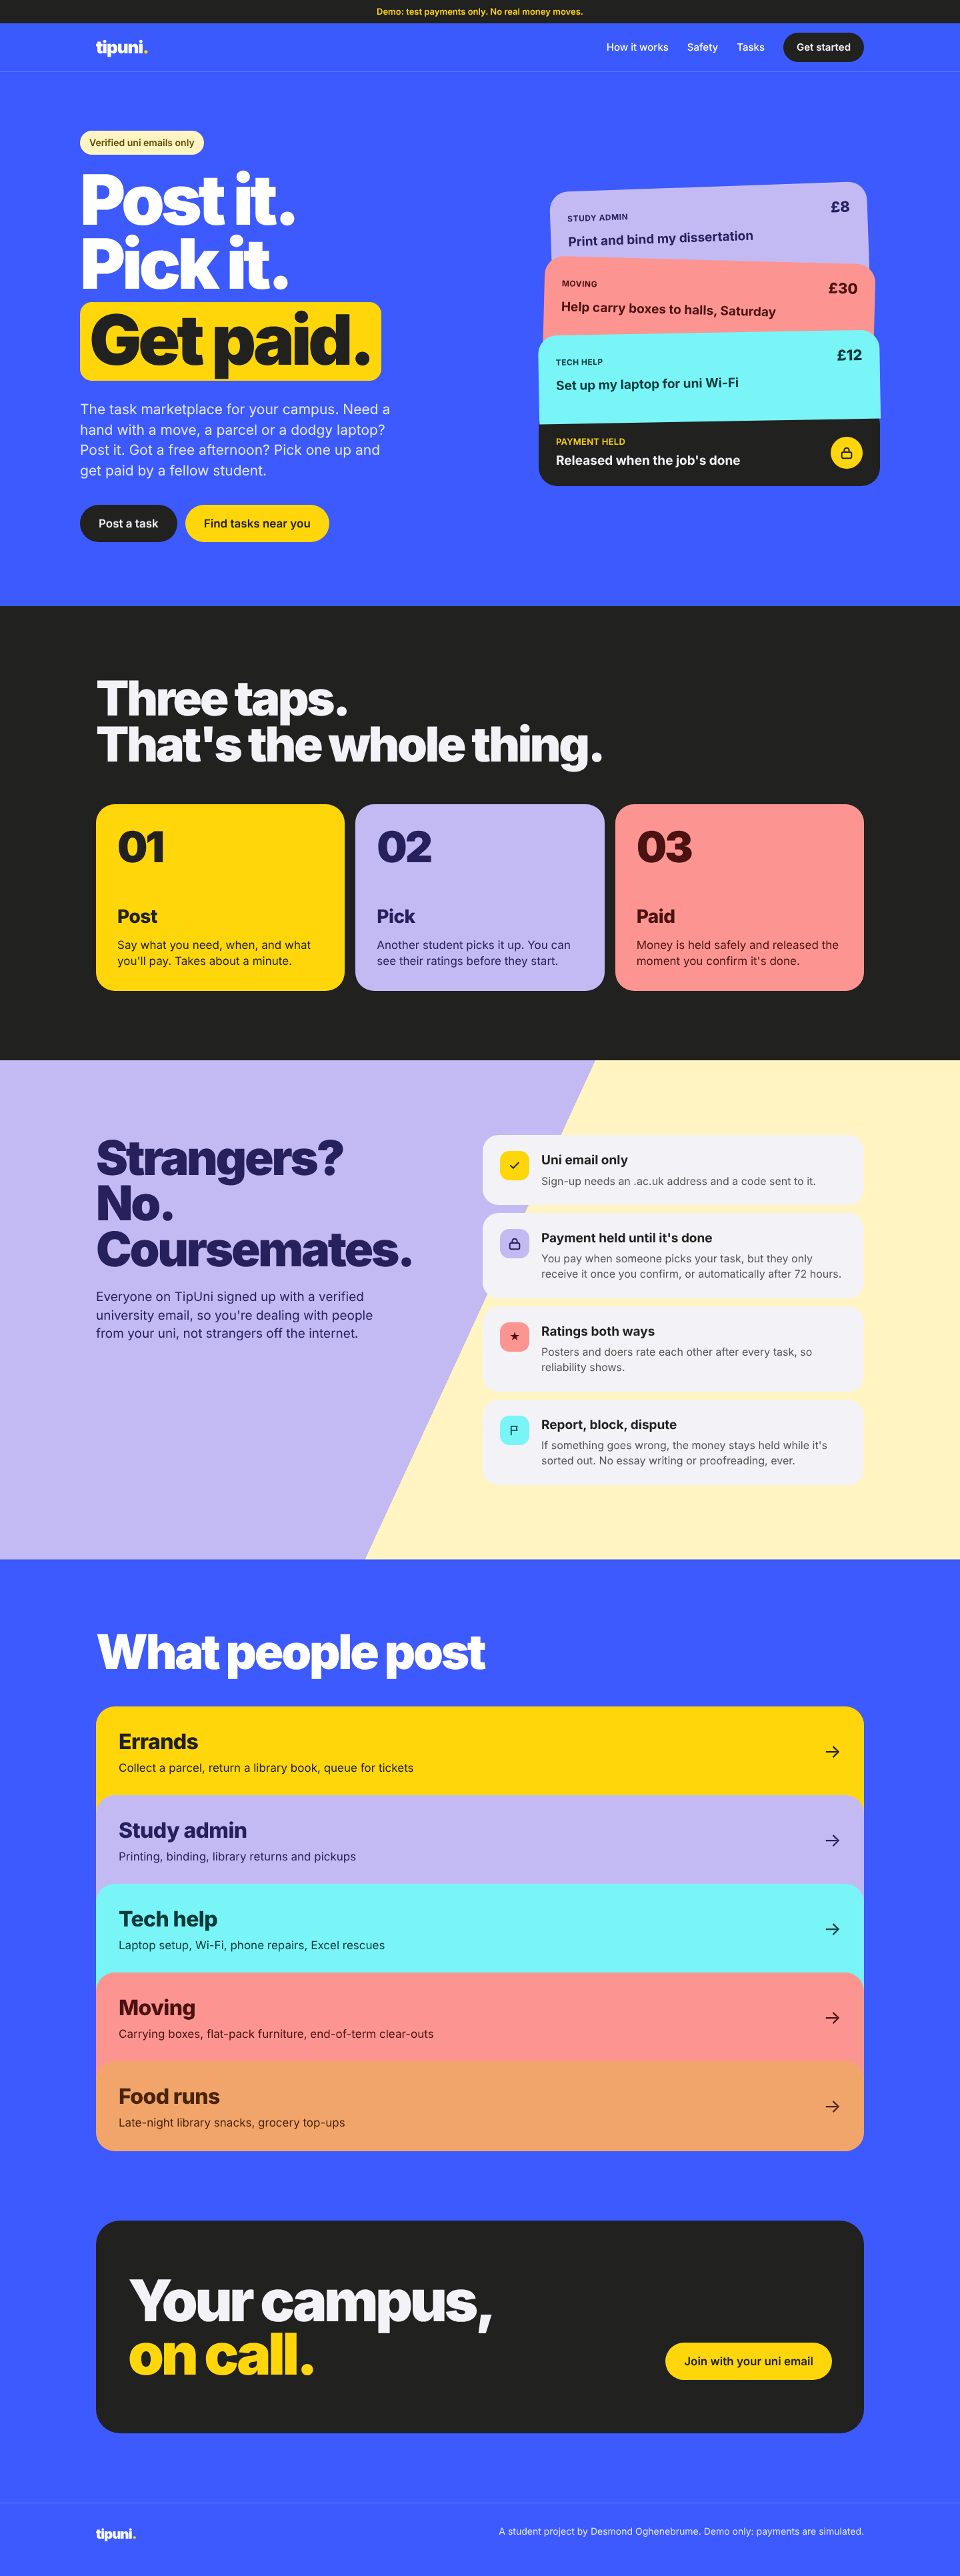 Demo: test payments only. No real money moves.
tipuni.
How it works
Safety
Tasks
Get started
Verified uni emails only
Post it.
Pick it.
Get paid.
The task marketplace for your campus. Need a
hand with a move, a parcel or a dodgy laptop?
Post it. Got a free afternoon? Pick one up and
get paid by a fellow student.
Post a task
Find tasks near you
STUDY ADMIN
£8
Print and bind my dissertation
MOVING
£30
Help carry boxes to halls, Saturday
TECH HELP
£12
Set up my laptop for uni Wi-Fi
PAYMENT HELD
Released when the job's done
Three taps.
That's the whole thing.
01
Post
Say what you need, when, and what
you'll pay. Takes about a minute.
02
Pick
Another student picks it up. You can
see their ratings before they start.
03
Paid
Money is held safely and released the
moment you confirm it's done.
Strangers?
No.
Coursemates.
Everyone on TipUni signed up with a verified
university email, so you're dealing with people
from your uni, not strangers off the internet.
Uni email only
Sign-up needs an .ac.uk address and a code sent to it.
Payment held until it's done
You pay when someone picks your task, but they only
receive it once you confirm, or automatically after 72 hours.
Ratings both ways
Posters and doers rate each other after every task, so
reliability shows.
Report, block, dispute
If something goes wrong, the money stays held while it's
sorted out. No essay writing or proofreading, ever.
What people post
Errands
Collect a parcel, return a library book, queue for tickets
Study admin
Printing, binding, library returns and pickups
Tech help
Laptop setup, Wi-Fi, phone repairs, Excel rescues
Moving
Carrying boxes, flat-pack furniture, end-of-term clear-outs
Food runs
Late-night library snacks, grocery top-ups
Your campus,
on call.
Join with your uni email
tipuni.
A student project by Desmond Oghenebrume. Demo only: payments are simulated.